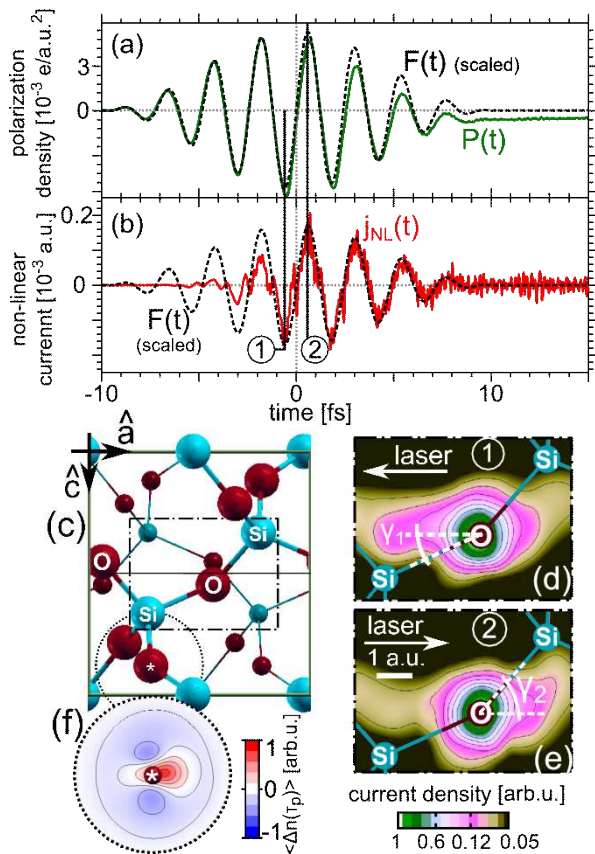 (a)
F(t) (scaled)
P(t)
polarization
density [10⁻³ e/a.u.²]
3
0
(b)
j_NL(t)
F(t)
(scaled)
non-linear
currennt [10⁻³ a.u.]
0.2
0
1
2
-10
0
10
time [fs]
â
ĉ
(c)
Si
O
O
Si
*
laser
1
Si
γ₁
O
Si
(d)
laser
2
1 a.u.
Si
γ₂
O
Si
(e)
(f)
*
1
0
-1
<Δn(τ_p)> [arb.u.]
current density [arb.u.]
1 0.6 0.12 0.05